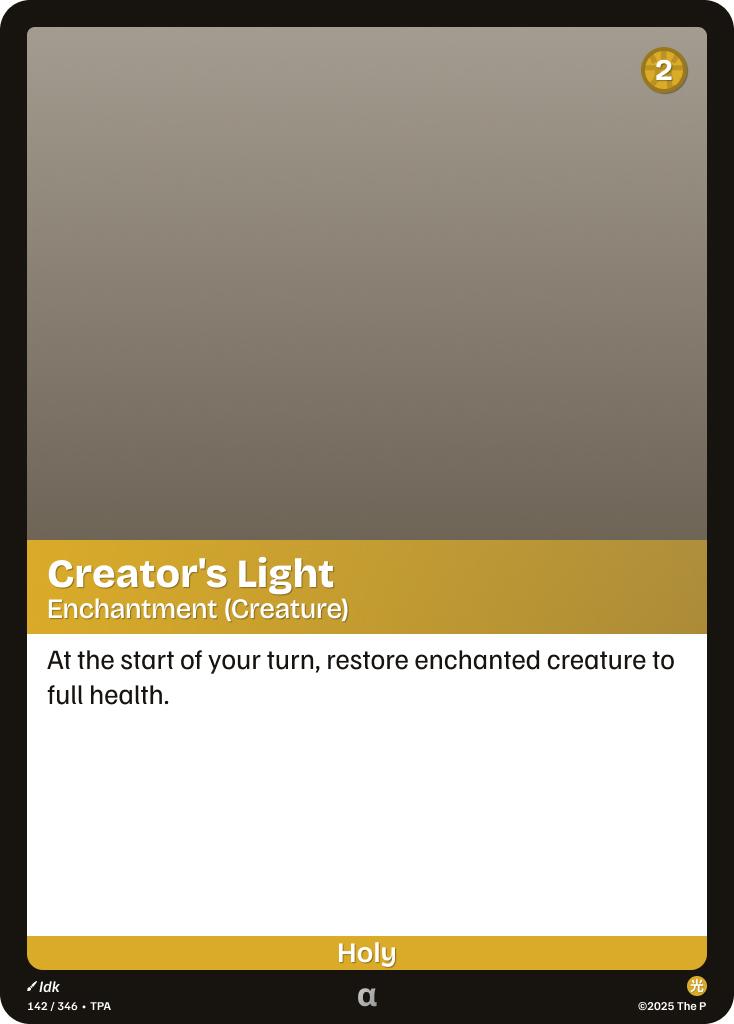 2
Creator's Light
Enchantment (Creature)
At the start of your turn, restore enchanted creature to
full health.
Holy
Idk
142 / 346 • TPA
α
光
©2025 The P